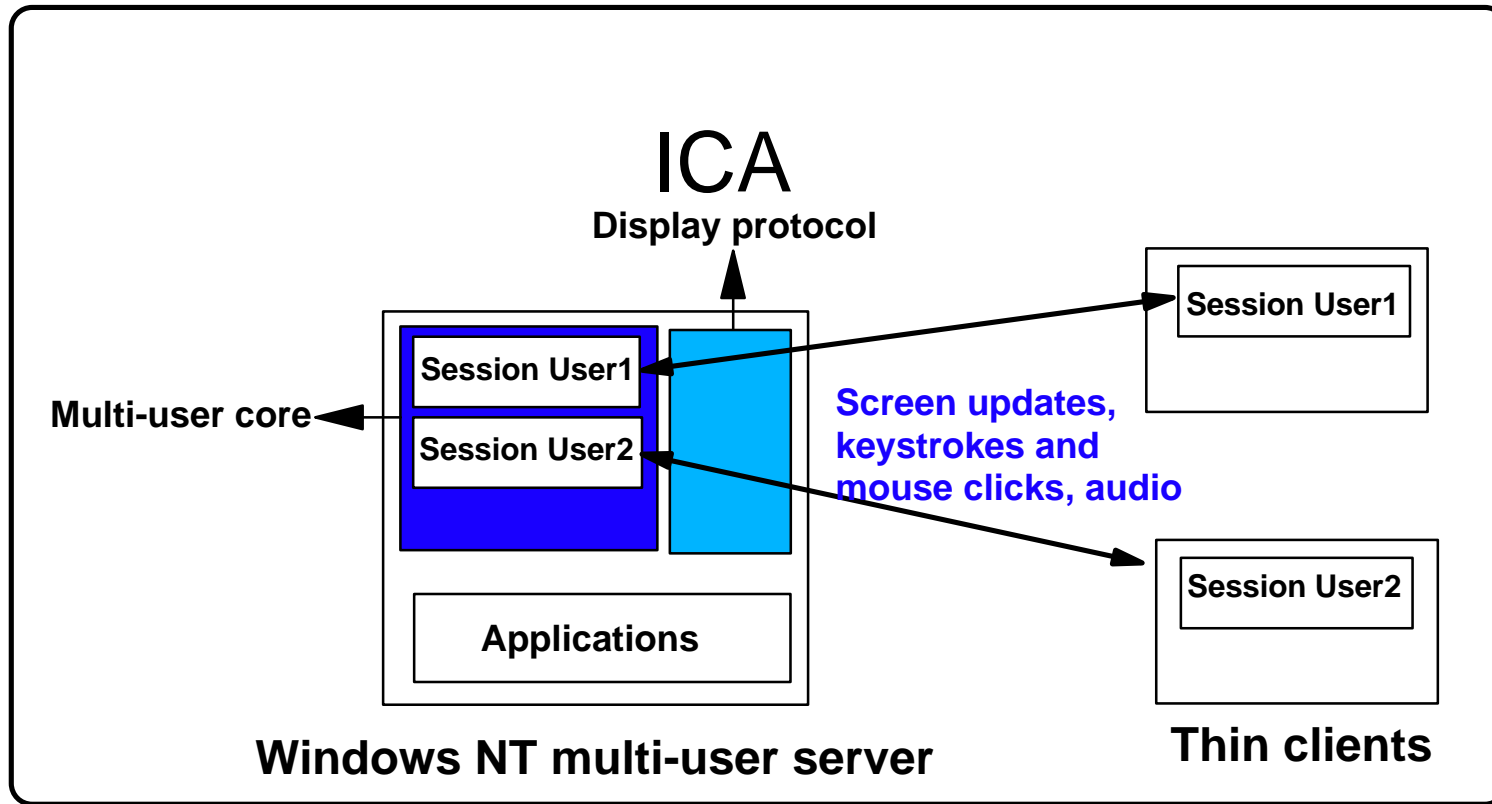 ICA
Display protocol
Session User1
Session User1
Multi-user core
Session User2
Screen updates,
keystrokes and
mouse clicks, audio
Session User2
Applications
Windows NT multi-user server
Thin clients